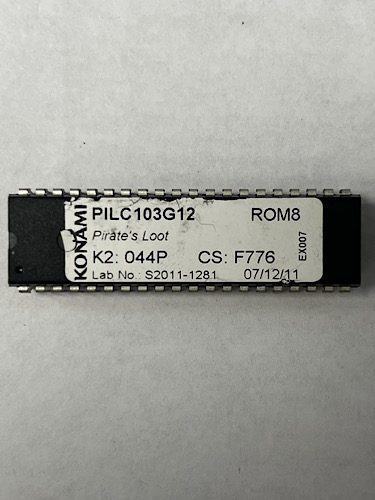 KONAMI
PILC103G12 ROM8
Pirate's Loot
K2: 044P CS: F776
Lab No.: S2011-1281 07/12/11
EX007